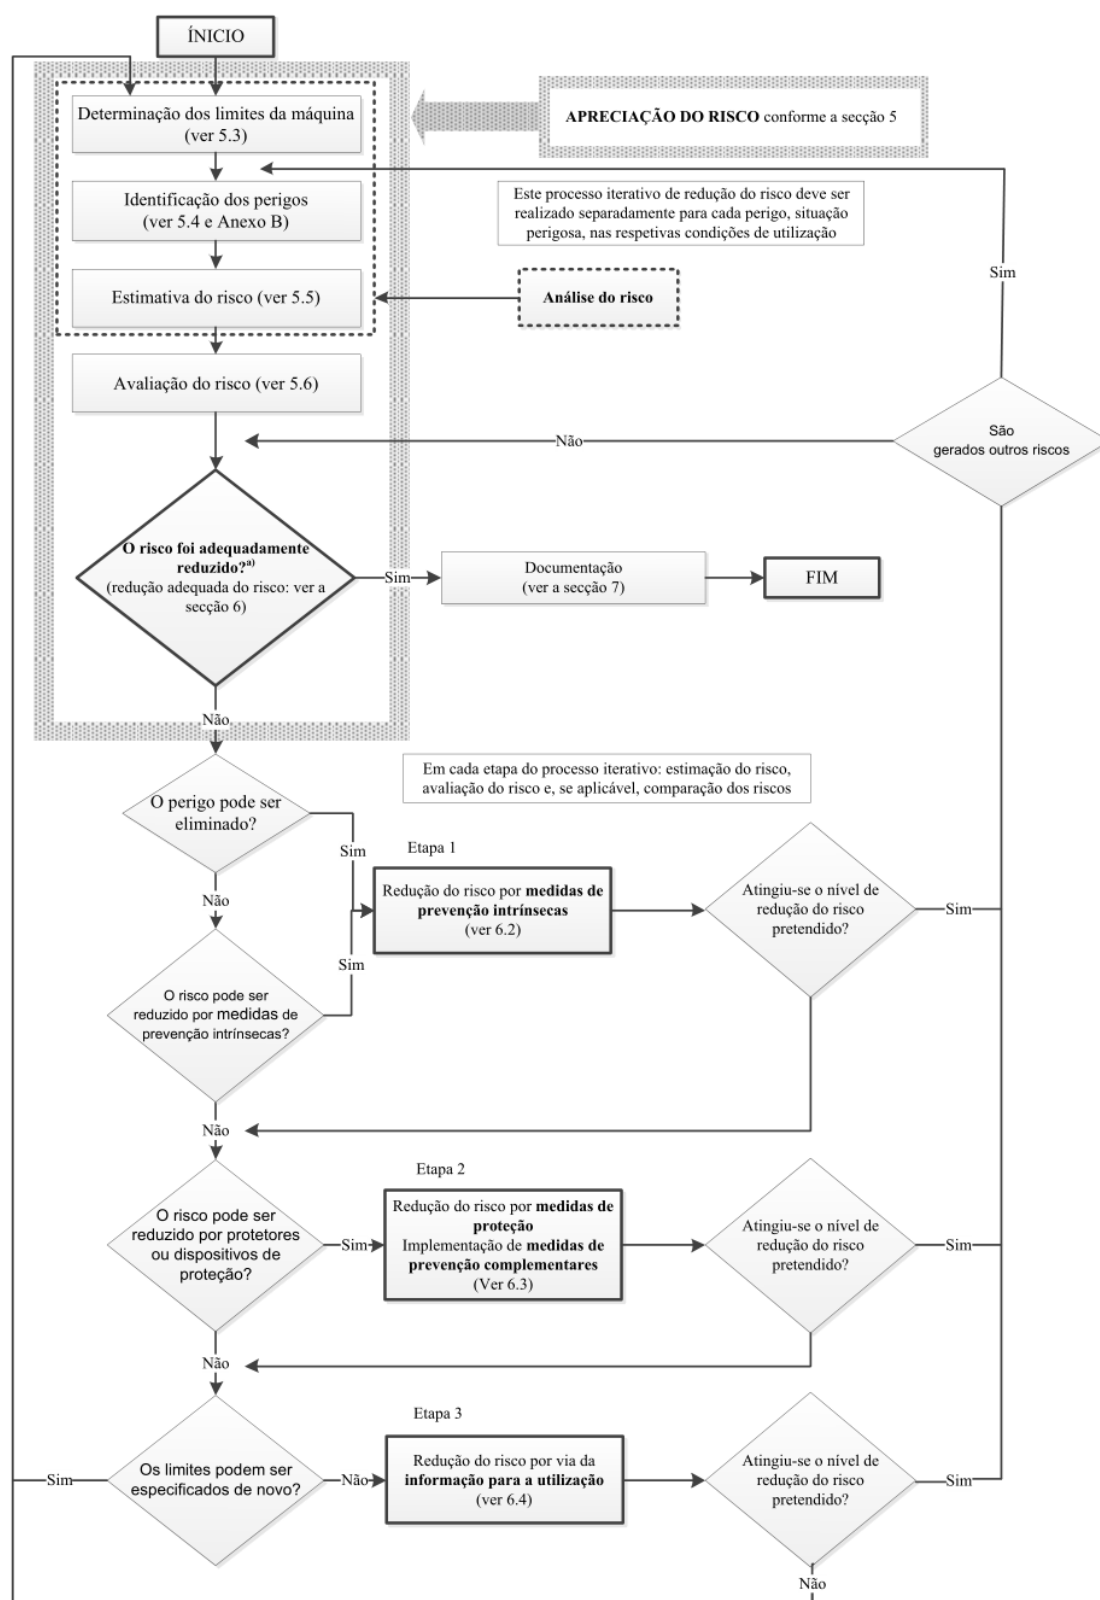 ÍNICIO
Determinação dos limites da máquina
(ver 5.3)
APRECIAÇÃO DO RISCO conforme a secção 5
Identificação dos perigos
(ver 5.4 e Anexo B)
Este processo iterativo de redução do risco deve ser
realizado separadamente para cada perigo, situação
perigosa, nas respetivas condições de utilização
Sim
Estimativa do risco (ver 5.5)
Análise do risco
Avaliação do risco (ver 5.6)
Não
São
gerados outros riscos
O risco foi adequadamente
reduzido?a)
(redução adequada do risco: ver a
secção 6)
Sim
Documentação
(ver a secção 7)
FIM
Não
Em cada etapa do processo iterativo: estimação do risco,
avaliação do risco e, se aplicável, comparação dos riscos
O perigo pode ser
eliminado?
Sim
Não
Etapa 1
Redução do risco por medidas de
prevenção intrínsecas
(ver 6.2)
Atingiu-se o nível de
redução do risco
pretendido?
Sim
Sim
O risco pode ser
reduzido por medidas de
prevenção intrínsecas?
Não
Etapa 2
O risco pode ser
reduzido por protetores
ou dispositivos de
proteção?
Sim
Redução do risco por medidas de
proteção
Implementação de medidas de
prevenção complementares
(Ver 6.3)
Atingiu-se o nível de
redução do risco
pretendido?
Sim
Não
Etapa 3
Sim
Os limites podem ser
especificados de novo?
Não
Redução do risco por via da
informação para a utilização
(ver 6.4)
Atingiu-se o nível de
redução do risco
pretendido?
Sim
Não